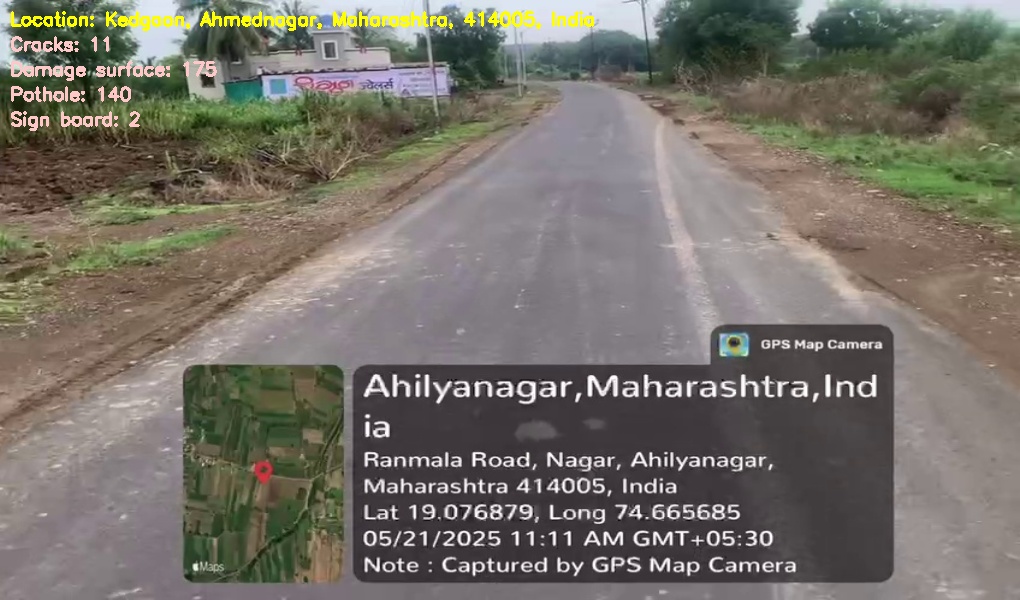 Location: Kedgaon, Ahmednagar, Maharashtra, 414005, India
Cracks: 11
Damage surface: 175
Pothole: 140
Sign board: 2
ज्वेलर्स
GPS Map Camera
Ahilyanagar,Maharashtra,Ind
ia
Ranmala Road, Nagar, Ahilyanagar,
Maharashtra 414005, India
Lat 19.076879, Long 74.665685
05/21/2025 11:11 AM GMT+05:30
Note : Captured by GPS Map Camera
Maps